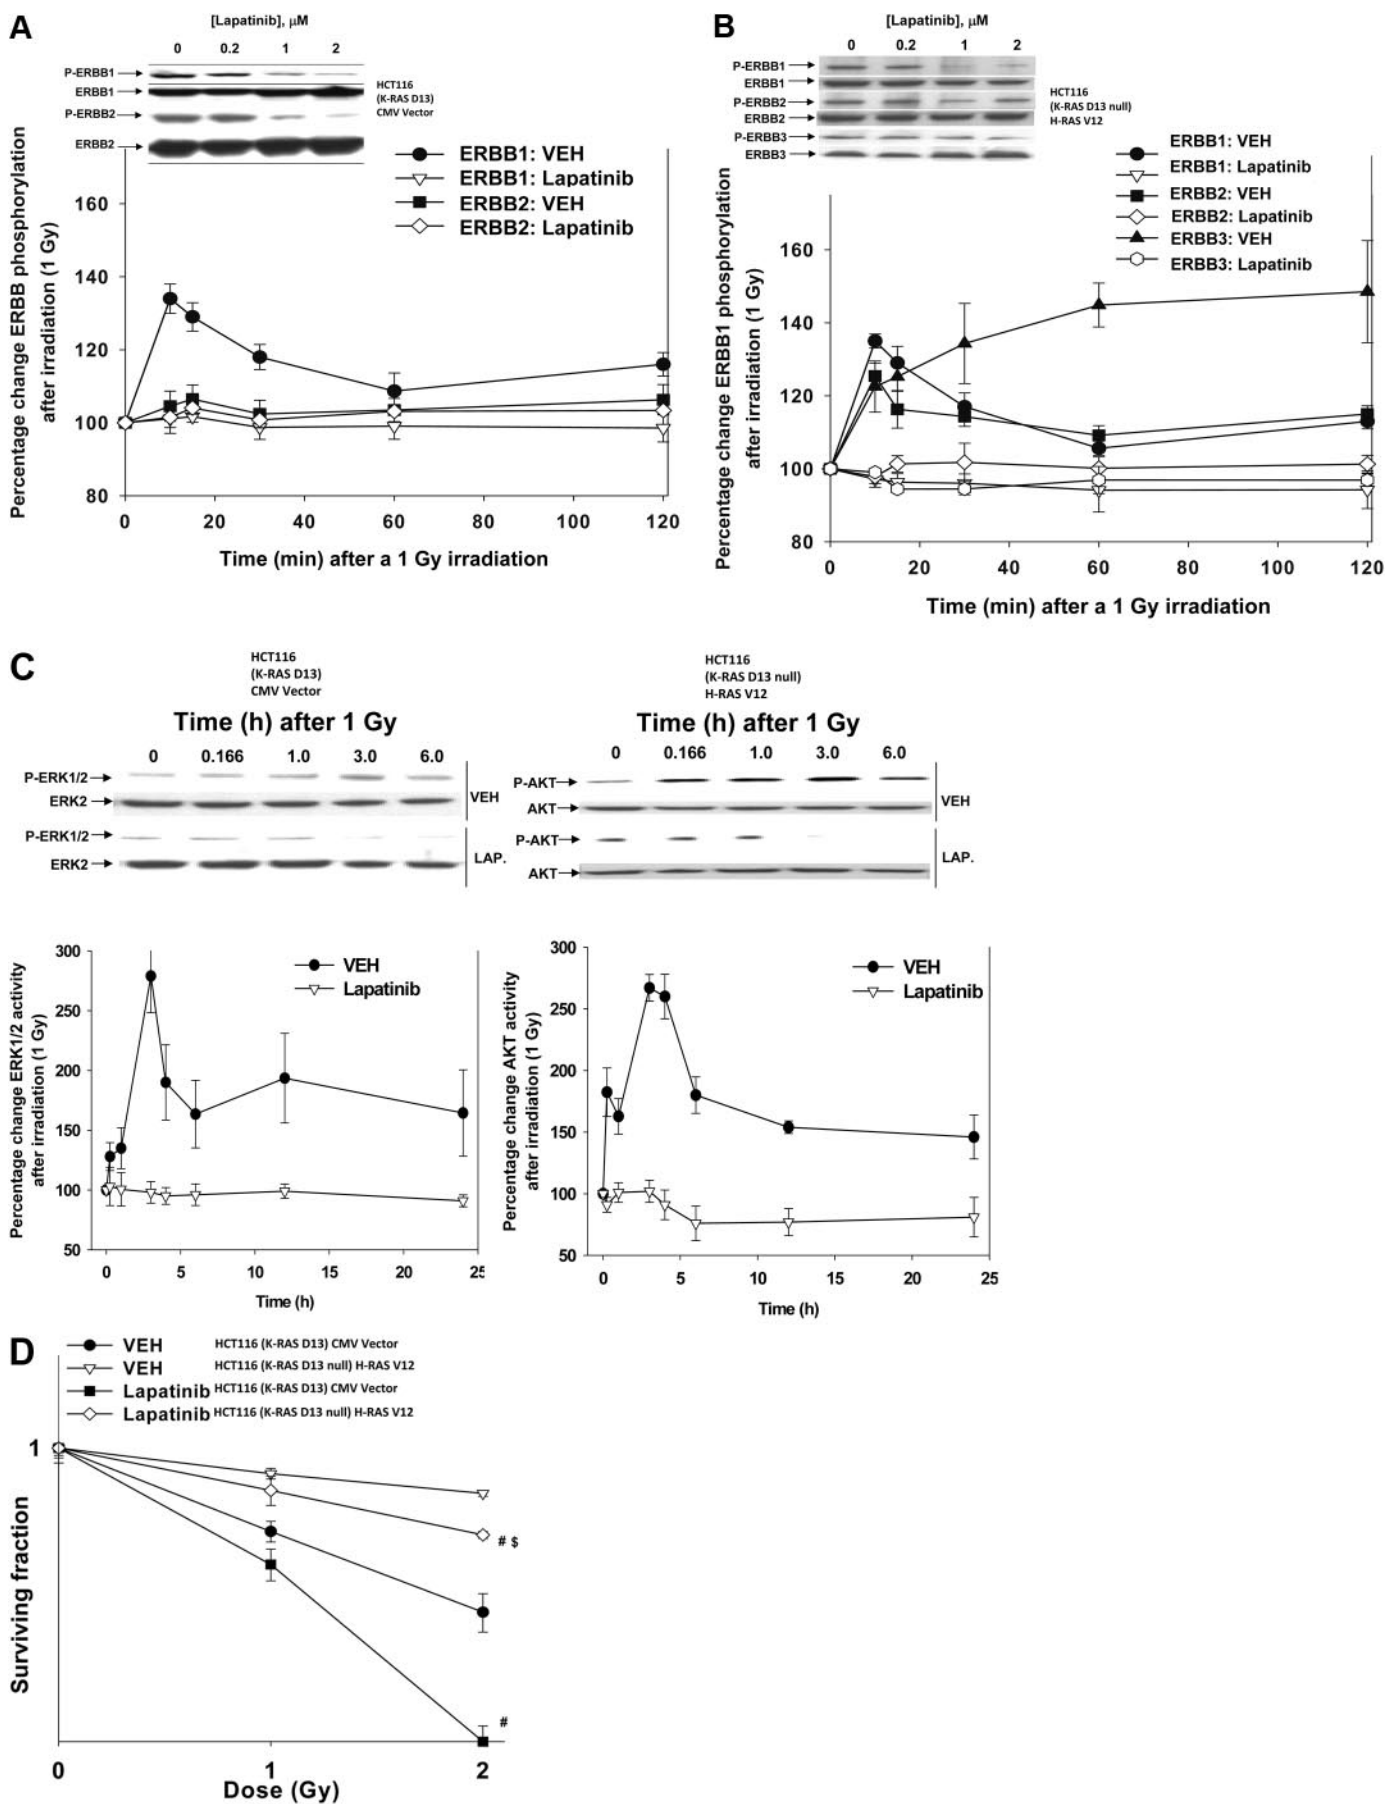 A
[Lapatinib], μM
0 0.2 1 2
P-ERBB1
ERBB1
P-ERBB2
ERBB2
HCT116
(K-RAS D13)
CMV Vector
ERBB1: VEH
ERBB1: Lapatinib
ERBB2: VEH
ERBB2: Lapatinib
Percentage change ERBB phosphorylation
after irradiation (1 Gy)
160
140
120
100
80
0 20 40 60 80 100 120
Time (min) after a 1 Gy irradiation
B
[Lapatinib], μM
0 0.2 1 2
P-ERBB1
ERBB1
P-ERBB2
ERBB2
P-ERBB3
ERBB3
HCT116
(K-RAS D13 null)
H-RAS V12
ERBB1: VEH
ERBB1: Lapatinib
ERBB2: VEH
ERBB2: Lapatinib
ERBB3: VEH
ERBB3: Lapatinib
Percentage change ERBB1 phosphorylation
after irradiation (1 Gy)
160
140
120
100
80
0 20 40 60 80 100 120
Time (min) after a 1 Gy irradiation
C
HCT116
(K-RAS D13)
CMV Vector
Time (h) after 1 Gy
0 0.166 1.0 3.0 6.0
P-ERK1/2
ERK2
VEH
P-ERK1/2
ERK2
LAP.
HCT116
(K-RAS D13 null)
H-RAS V12
Time (h) after 1 Gy
0 0.166 1.0 3.0 6.0
P-AKT
AKT
VEH
P-AKT
AKT
LAP.
Percentage change ERK1/2 activity
after irradiation (1 Gy)
300
250
200
150
100
50
VEH
Lapatinib
0 5 10 15 20 25
Time (h)
Percentage change AKT activity
after irradiation (1 Gy)
300
250
200
150
100
50
VEH
Lapatinib
0 5 10 15 20 25
Time (h)
D
VEH HCT116 (K-RAS D13) CMV Vector
VEH HCT116 (K-RAS D13 null) H-RAS V12
Lapatinib HCT116 (K-RAS D13) CMV Vector
Lapatinib HCT116 (K-RAS D13 null) H-RAS V12
Surviving fraction
1
# $
#
0 1 2
Dose (Gy)